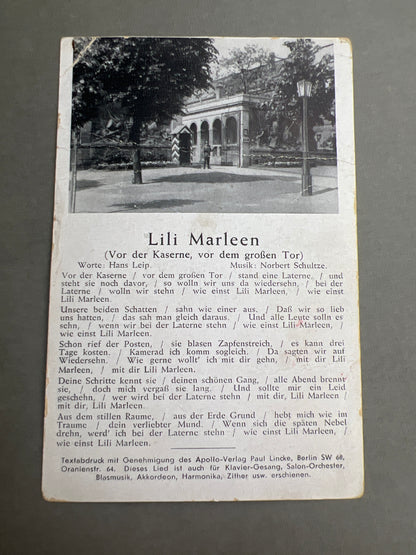 Lili Marleen
(Vor der Kaserne, vor dem großen Tor)
Worte: Hans Leip. Musik: Norbert Schultze.
Vor der Kaserne / vor dem großen Tor / stand eine Laterne, / und
steht sie noch davor, / so wolln wir uns da wiedersehn, / bei der
Laterne / wolln wir stehn / wie einst Lili Marleen, / wie einst
Lili Marleen.
Unsere beiden Schatten / sahn wie einer aus. / Daß wir so lieb
uns hatten, / das sah man gleich daraus. / Und alle Leute solln es
sehn, / wenn wir bei der Laterne stehn / wie einst Lili Marleen, /
wie einst Lili Marleen.
Schon rief der Posten, / sie blasen Zapfenstreich, / es kann drei
Tage kosten. / Kamerad ich komm sogleich. / Da sagten wir auf
Wiedersehn. / Wie gerne wollt' ich mit dir gehn, / mit dir Lili
Marleen, / mit dir Lili Marleen.
Deine Schritte kennt sie / deinen schönen Gang, / alle Abend brennt
sie, / doch mich vergaß sie lang. / Und sollte mir ein Leid
geschehn, / wer wird bei der Laterne stehn / mit dir, Lili Marleen, /
mit dir, Lili Marleen.
Aus dem stillen Raume, / aus der Erde Grund / hebt mich wie im
Traume / dein verliebter Mund. / Wenn sich die späten Nebel
drehn, werd' ich bei der Laterne stehn / wie einst Lili Marleen, /
wie einst Lili Marleen.
Textabdruck mit Genehmigung des Apollo-Verlag Paul Lincke, Berlin SW 68,
Oranienstr. 64. Dieses Lied ist auch für Klavier-Gesang, Salon-Orchester,
Blasmusik, Akkordeon, Harmonika, Zither usw. erschienen.